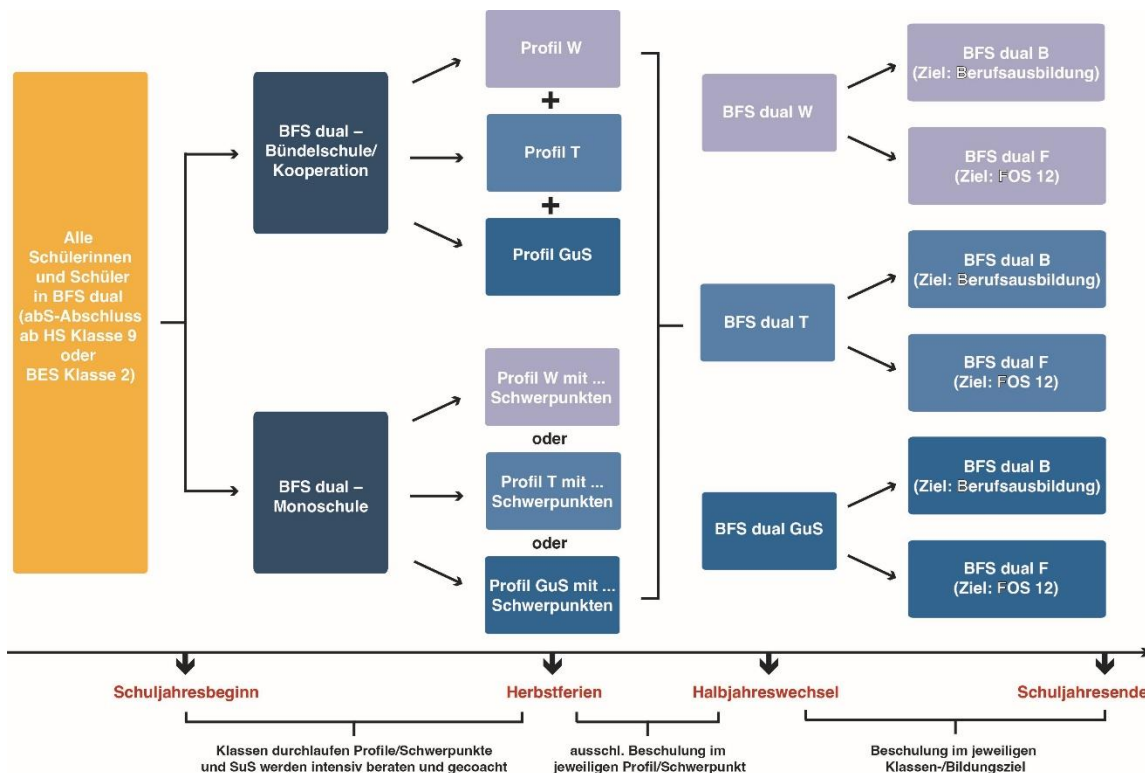 Alle
Schülerinnen
und Schüler
in BFS dual
(abS-Abschluss
ab HS Klasse 9
oder
BES Klasse 2)
BFS dual –
Bündelschule/
Kooperation
BFS dual –
Monoschule
Profil W
+
Profil T
+
Profil GuS
Profil W mit ...
Schwerpunkten
oder
Profil T mit ...
Schwerpunkten
oder
Profil GuS mit ...
Schwerpunkten
BFS dual W
BFS dual T
BFS dual GuS
BFS dual B
(Ziel: Berufsausbildung)
BFS dual F
(Ziel: FOS 12)
BFS dual B
(Ziel: Berufsausbildung)
BFS dual F
(Ziel: FOS 12)
BFS dual B
(Ziel: Berufsausbildung)
BFS dual F
(Ziel: FOS 12)
Schuljahresbeginn
Herbstferien
Halbjahreswechsel
Schuljahresende
Klassen durchlaufen Profile/Schwerpunkte
und SuS werden intensiv beraten und gecoacht
ausschl. Beschulung im
jeweiligen Profil/Schwerpunkt
Beschulung im jeweiligen
Klassen-/Bildungsziel